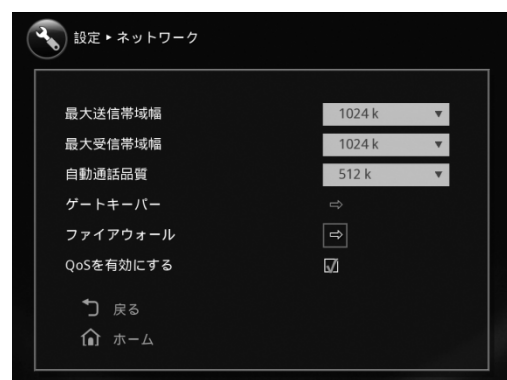 設定 ▸ ネットワーク
最大送信帯域幅 1024 k
最大受信帯域幅 1024 k
自動通話品質 512 k
ゲートキーパー
ファイアウォール
QoSを有効にする
戻る
ホーム